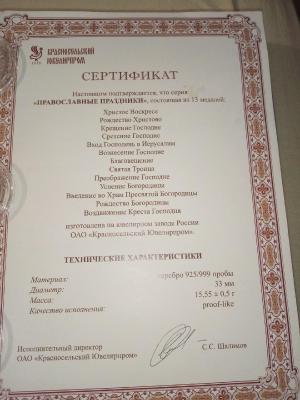 КРАСНОСЕЛЬСКИЙ
ЮВЕЛИРПРОМ
1919
СЕРТИФИКАТ
Настоящим подтверждается, что серия
«ПРАВОСЛАВНЫЕ ПРАЗДНИКИ», состоящая из 13 медалей:
Христос Воскресе
Рождество Христово
Крещение Господне
Сретение Господне
Вход Господень в Иерусалим
Вознесение Господне
Благовещение
Святая Троица
Преображение Господне
Успение Богородицы
Введение во Храм Пресвятой Богородицы
Рождество Богородицы
Воздвижение Креста Господня
изготовлена на ювелирном заводе России
ОАО «Красносельский Ювелирпром».
ТЕХНИЧЕСКИЕ ХАРАКТЕРИСТИКИ
Материал: серебро 925/999 пробы
Диаметр: 33 мм
Масса: 15,55 ± 0,5 г
Качество исполнения: proof-like
Исполнительный директор
ОАО «Красносельский Ювелирпром»
С.С. Шалимов